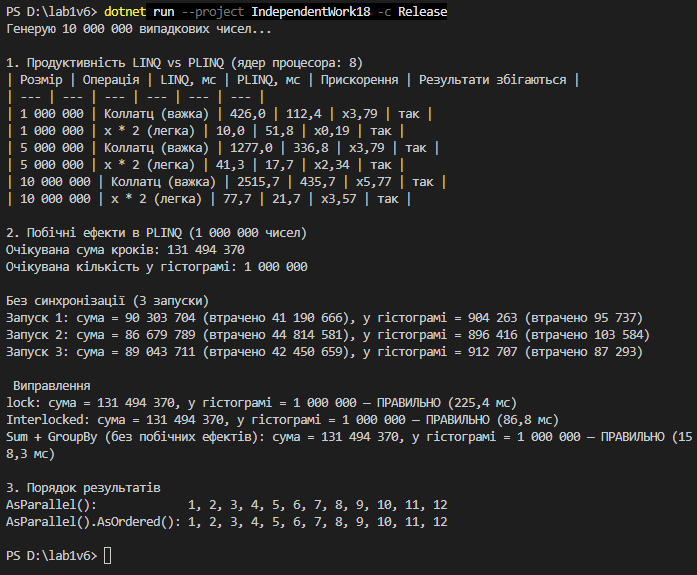 PS D:\lab1v6> dotnet run --project IndependentWork18 -c Release
Генерую 10 000 000 випадкових чисел...
1. Продуктивність LINQ vs PLINQ (ядер процесора: 8)
| Розмір | Операція | LINQ, мс | PLINQ, мс | Прискорення | Результати збігаються |
| --- | --- | --- | --- | --- | --- |
| 1 000 000 | Коллатц (важка) | 426,0 | 112,4 | x3,79 | так |
| 1 000 000 | x * 2 (легка) | 10,0 | 51,8 | x0,19 | так |
| 5 000 000 | Коллатц (важка) | 1277,0 | 336,8 | x3,79 | так |
| 5 000 000 | x * 2 (легка) | 41,3 | 17,7 | x2,34 | так |
| 10 000 000 | Коллатц (важка) | 2515,7 | 435,7 | x5,77 | так |
| 10 000 000 | x * 2 (легка) | 77,7 | 21,7 | x3,57 | так |
2. Побічні ефекти в PLINQ (1 000 000 чисел)
Очікувана сума кроків: 131 494 370
Очікувана кількість у гістограмі: 1 000 000
Без синхронізації (3 запуски)
Запуск 1: сума = 90 303 704 (втрачено 41 190 666), у гістограмі = 904 263 (втрачено 95 737)
Запуск 2: сума = 86 679 789 (втрачено 44 814 581), у гістограмі = 896 416 (втрачено 103 584)
Запуск 3: сума = 89 043 711 (втрачено 42 450 659), у гістограмі = 912 707 (втрачено 87 293)
Виправлення
lock: сума = 131 494 370, у гістограмі = 1 000 000 — ПРАВИЛЬНО (225,4 мс)
Interlocked: сума = 131 494 370, у гістограмі = 1 000 000 — ПРАВИЛЬНО (86,8 мс)
Sum + GroupBy (без побічних ефектів): сума = 131 494 370, у гістограмі = 1 000 000 — ПРАВИЛЬНО (15
8,3 мс)
3. Порядок результатів
AsParallel(): 1, 2, 3, 4, 5, 6, 7, 8, 9, 10, 11, 12
AsParallel().AsOrdered(): 1, 2, 3, 4, 5, 6, 7, 8, 9, 10, 11, 12
PS D:\lab1v6>